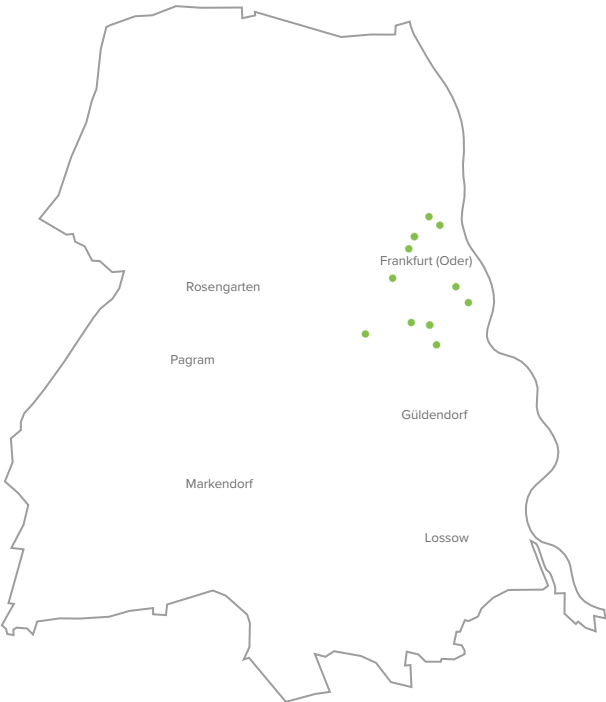 Frankfurt (Oder)
Rosengarten
Pagram
Güldendorf
Markendorf
Lossow